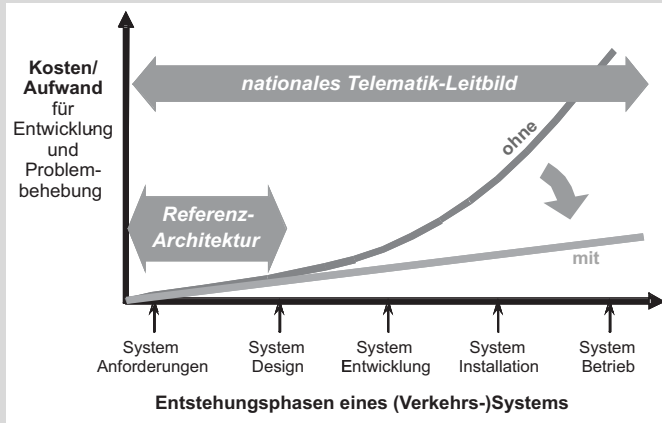 Kosten/
Aufwand
für
Entwicklung
und
Problem-
behebung
nationales Telematik-Leitbild
ohne
Referenz-
Architektur
mit
System
Anforderungen
System
Design
System
Entwicklung
System
Installation
System
Betrieb
Entstehungsphasen eines (Verkehrs-)Systems